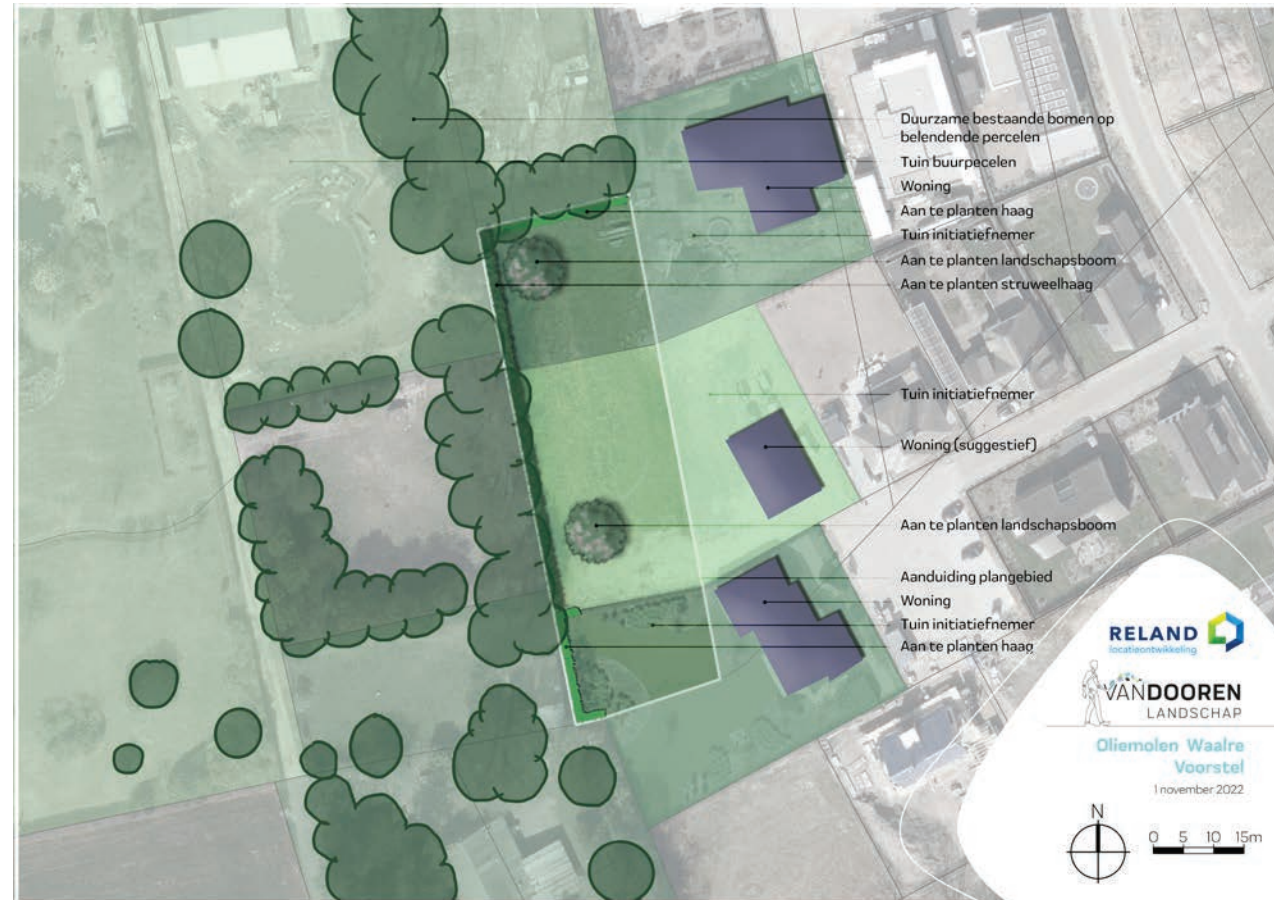 Duurzame bestaande bomen op
belendende percelen
Tuin buurpecelen
Woning
Aan te planten haag
Tuin initiatiefnemer
Aan te planten landschapsboom
Aan te planten struweelhaag
Tuin initiatiefnemer
Woning (suggestief)
Aan te planten landschapsboom
Aanduiding plangebied
Woning
Tuin initiatiefnemer
Aan te planten haag
RELAND
locatieontwikkeling
VANDOOREN
LANDSCHAP
Oliemolen Waalre
Voorstel
1 november 2022
N
0 5 10 15m